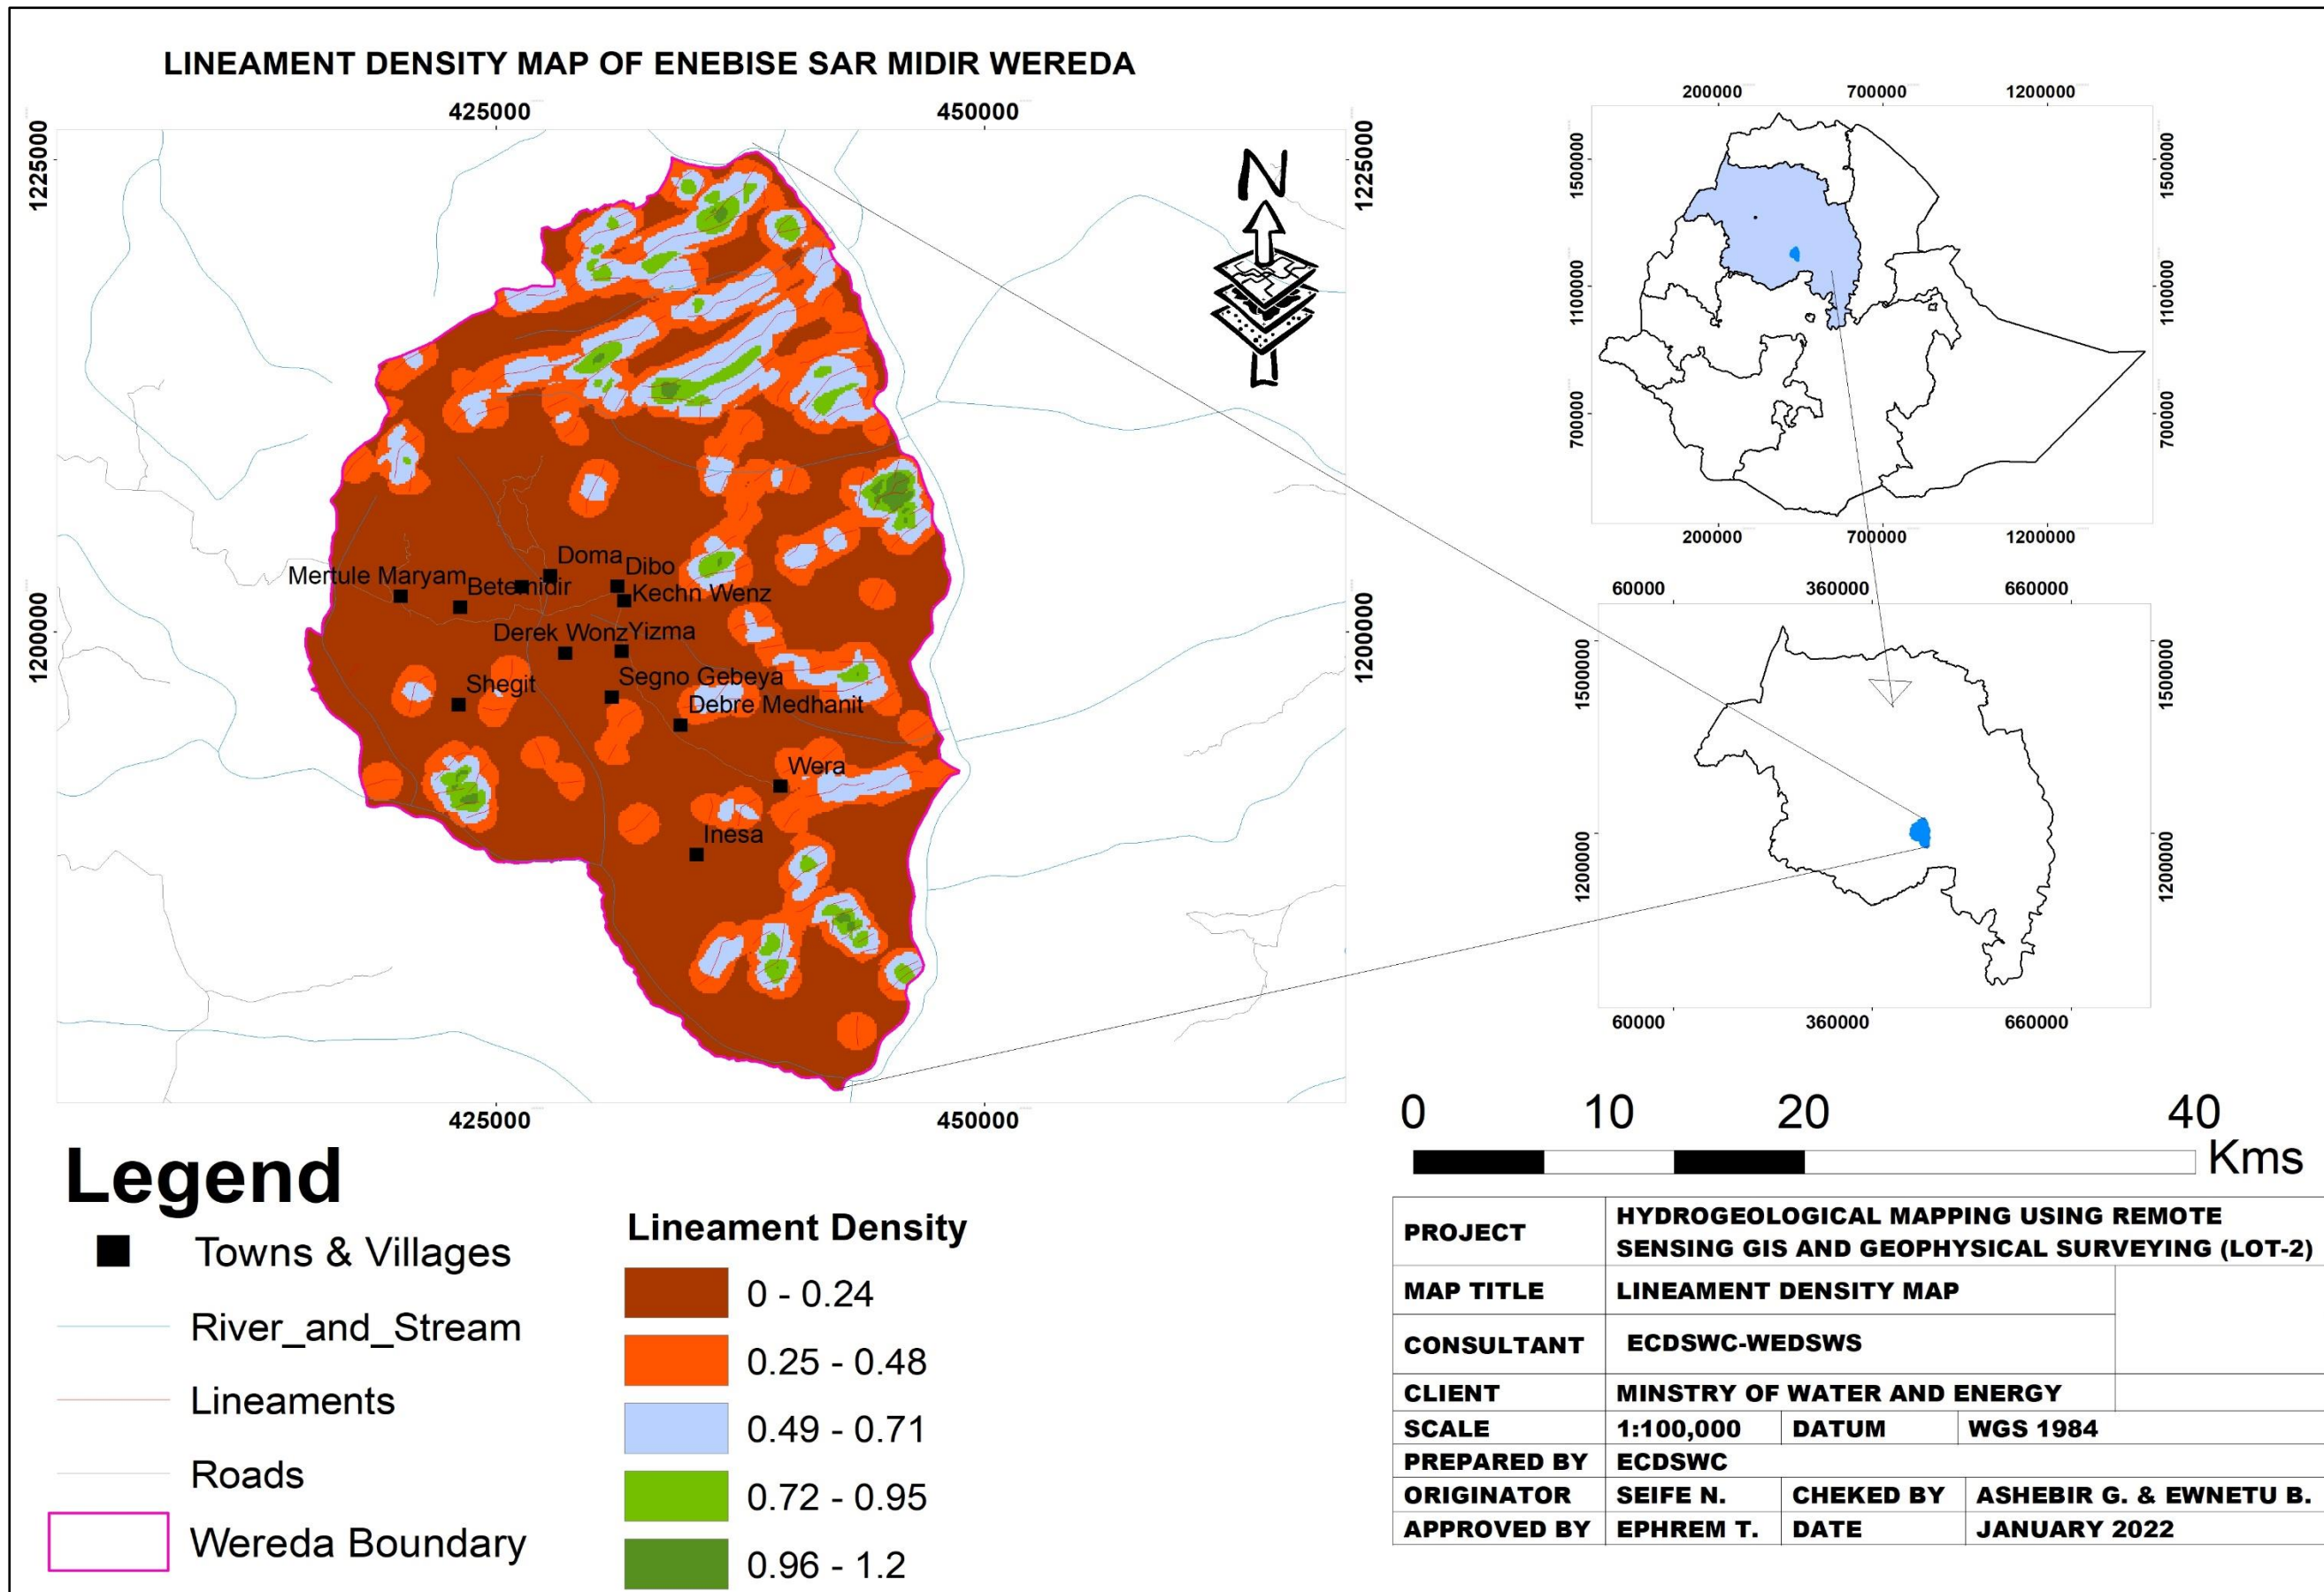 LINEAMENT DENSITY MAP OF ENEBISE SAR MIDIR WEREDA
425000 450000
1225000 1225000
1200000 1200000
425000 450000
N
Doma
Dibo
Mertule Maryam
Betemidir
Kechn Wenz
Derek Wonz
Yizma
Segno Gebeya
Shegit
Debre Medhanit
Wera
Inesa
200000 700000 1200000
1500000 1500000
1100000 1100000
700000 700000
200000 700000 1200000
60000 360000 660000
1500000 1500000
1200000 1200000
60000 360000 660000
0 10 20 40
Kms
Legend
Towns & Villages
River_and_Stream
Lineaments
Roads
Wereda Boundary
Lineament Density
0 - 0.24
0.25 - 0.48
0.49 - 0.71
0.72 - 0.95
0.96 - 1.2
PROJECT HYDROGEOLOGICAL MAPPING USING REMOTE
SENSING GIS AND GEOPHYSICAL SURVEYING (LOT-2)
MAP TITLE LINEAMENT DENSITY MAP
CONSULTANT ECDSWC-WEDSWS
CLIENT MINSTRY OF WATER AND ENERGY
SCALE 1:100,000 DATUM WGS 1984
PREPARED BY ECDSWC
ORIGINATOR SEIFE N. CHEKED BY ASHEBIR G. & EWNETU B.
APPROVED BY EPHREM T. DATE JANUARY 2022